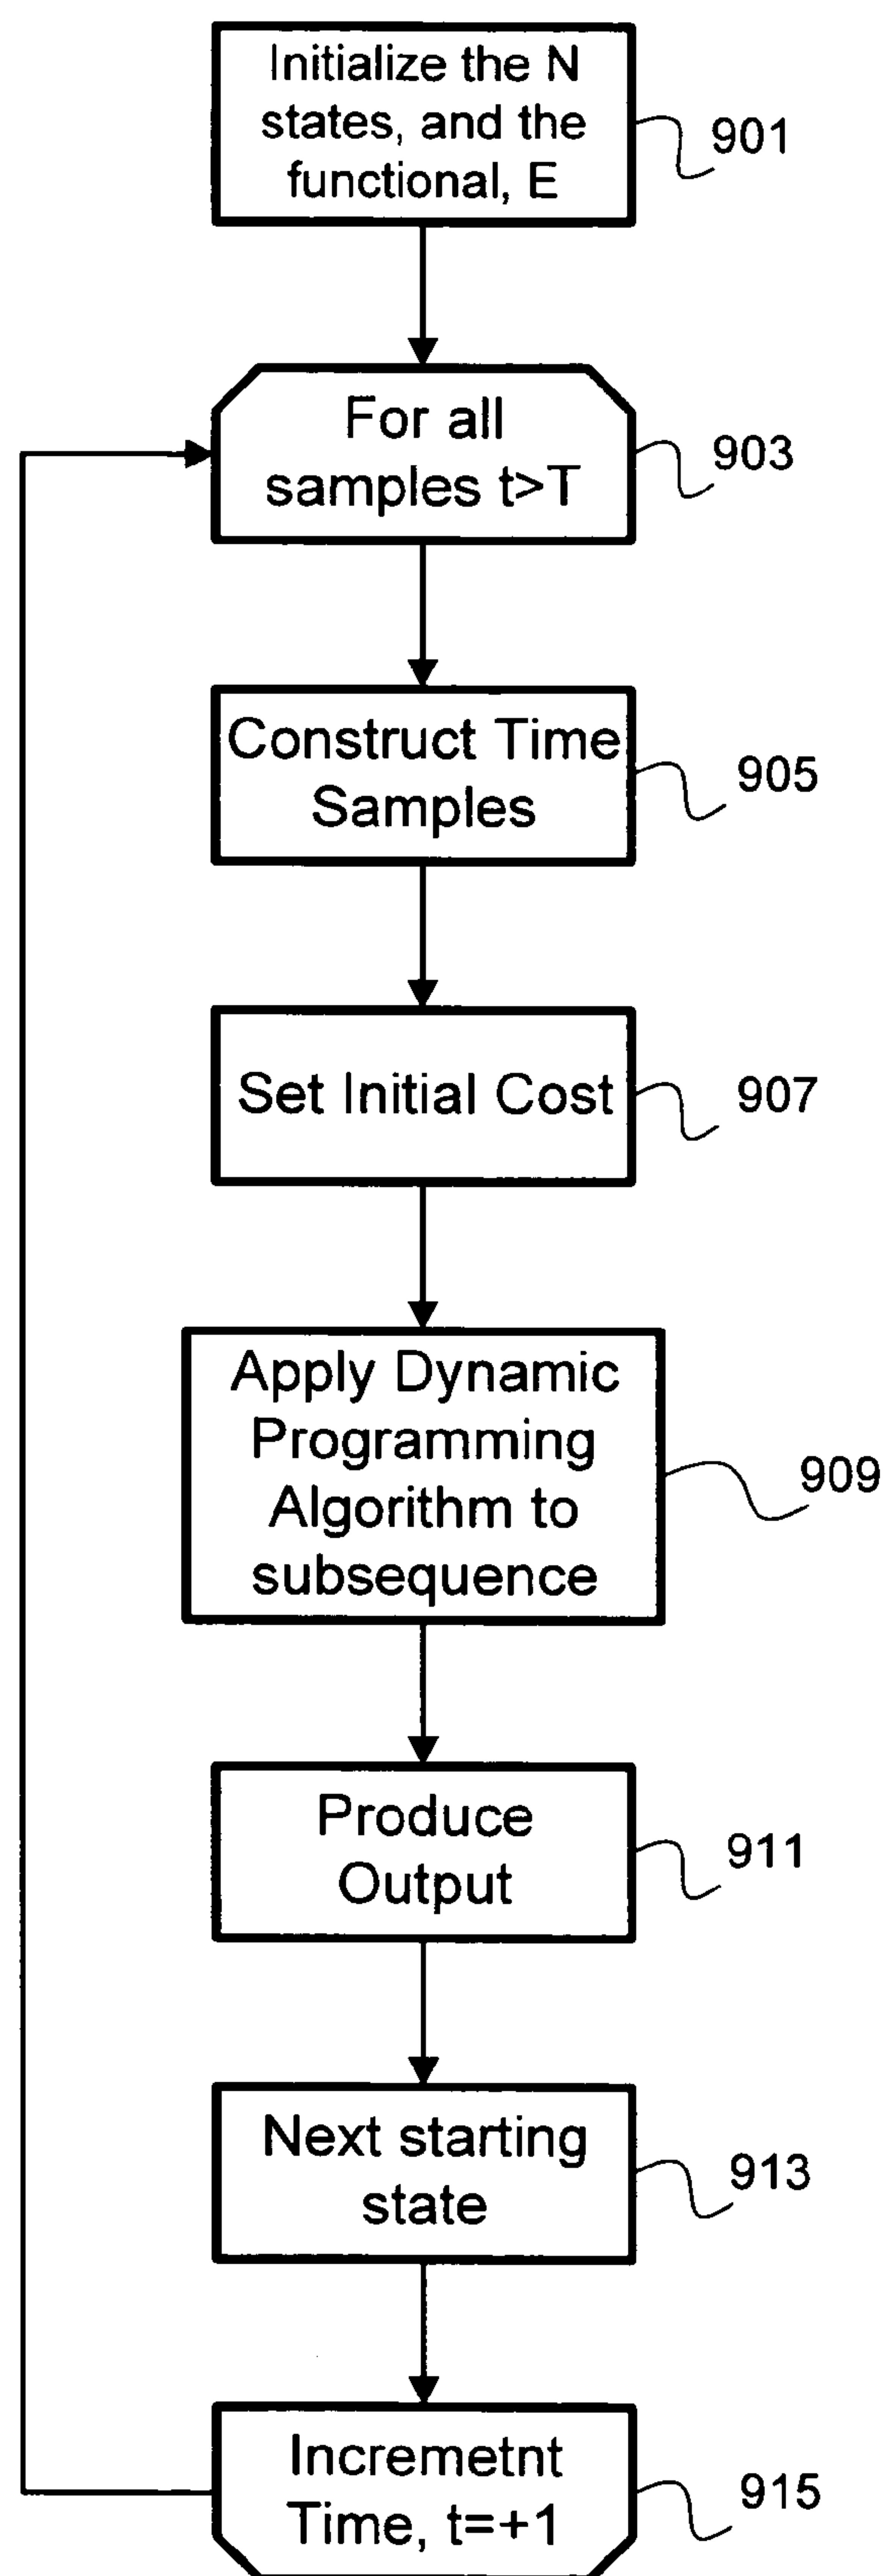 Initialize the N
states, and the
functional, E
901
For all
samples t>T
903
Construct Time
Samples
905
Set Initial Cost
907
Apply Dynamic
Programming
Algorithm to
subsequence
909
Produce
Output
911
Next starting
state
913
Incremetnt
Time, t=+1
915